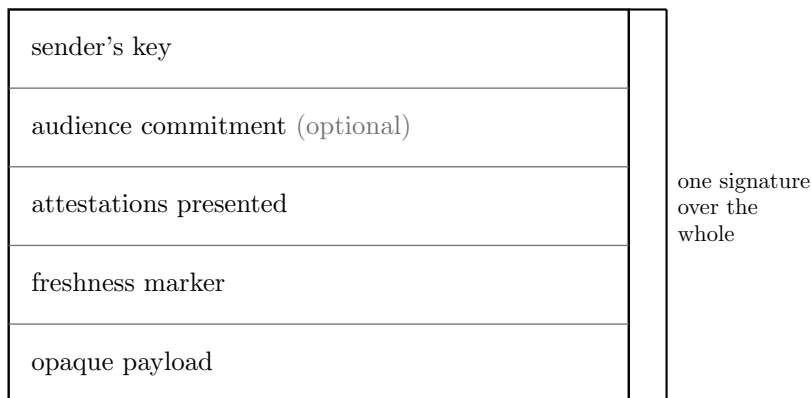 sender's key
audience commitment (optional)
attestations presented
freshness marker
opaque payload
one signature
over the
whole